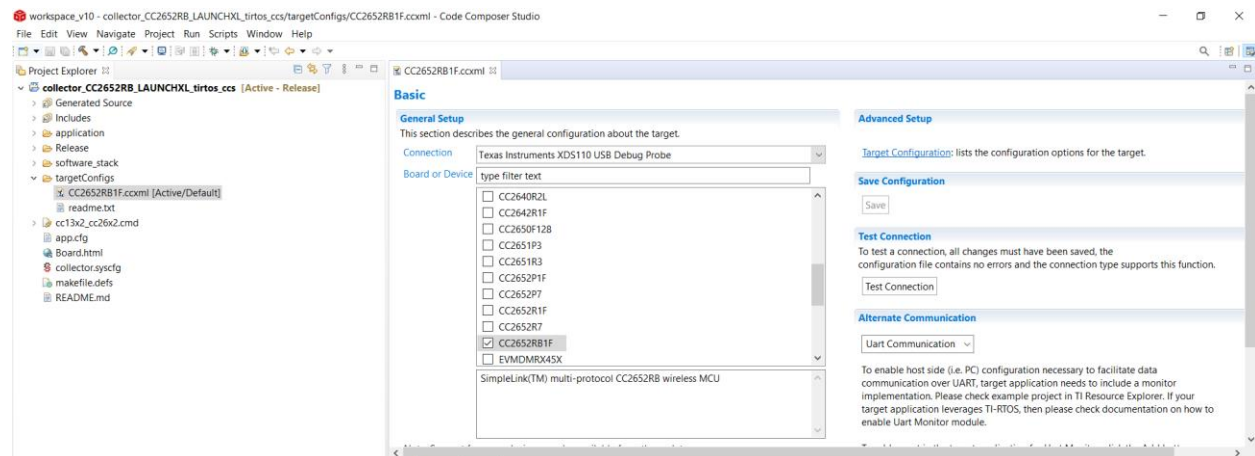 workspace_v10 - collector_CC2652RB_LAUNCHXL_tirtos_ccs/targetConfigs/CC2652RB1F.ccxml - Code Composer Studio
File Edit View Navigate Project Run Scripts Window Help
Project Explorer
collector_CC2652RB_LAUNCHXL_tirtos_ccs [Active - Release]
Generated Source
Includes
application
Release
software_stack
targetConfigs
CC2652RB1F.ccxml [Active/Default]
readme.txt
cc13x2_cc26x2.cmd
app.cfg
Board.html
collector.syscfg
makefile.defs
README.md
CC2652RB1F.ccxml
Basic
General Setup
This section describes the general configuration about the target.
Connection Texas Instruments XDS110 USB Debug Probe
Board or Device type filter text
CC2640R2L
CC2642R1F
CC2650F128
CC2651P3
CC2651R3
CC2652P1F
CC2652P7
CC2652R1F
CC2652R7
CC2652RB1F
EVMDMRX45X
SimpleLink(TM) multi-protocol CC2652RB wireless MCU
Advanced Setup
Target Configuration: lists the configuration options for the target.
Save Configuration
Save
Test Connection
To test a connection, all changes must have been saved, the
configuration file contains no errors and the connection type supports this function.
Test Connection
Alternate Communication
Uart Communication
To enable host side (i.e. PC) configuration necessary to facilitate data
communication over UART, target application needs to include a monitor
implementation. Please check example project in TI Resource Explorer. If your
target application leverages TI-RTOS, then please check documentation on how to
enable Uart Monitor module.